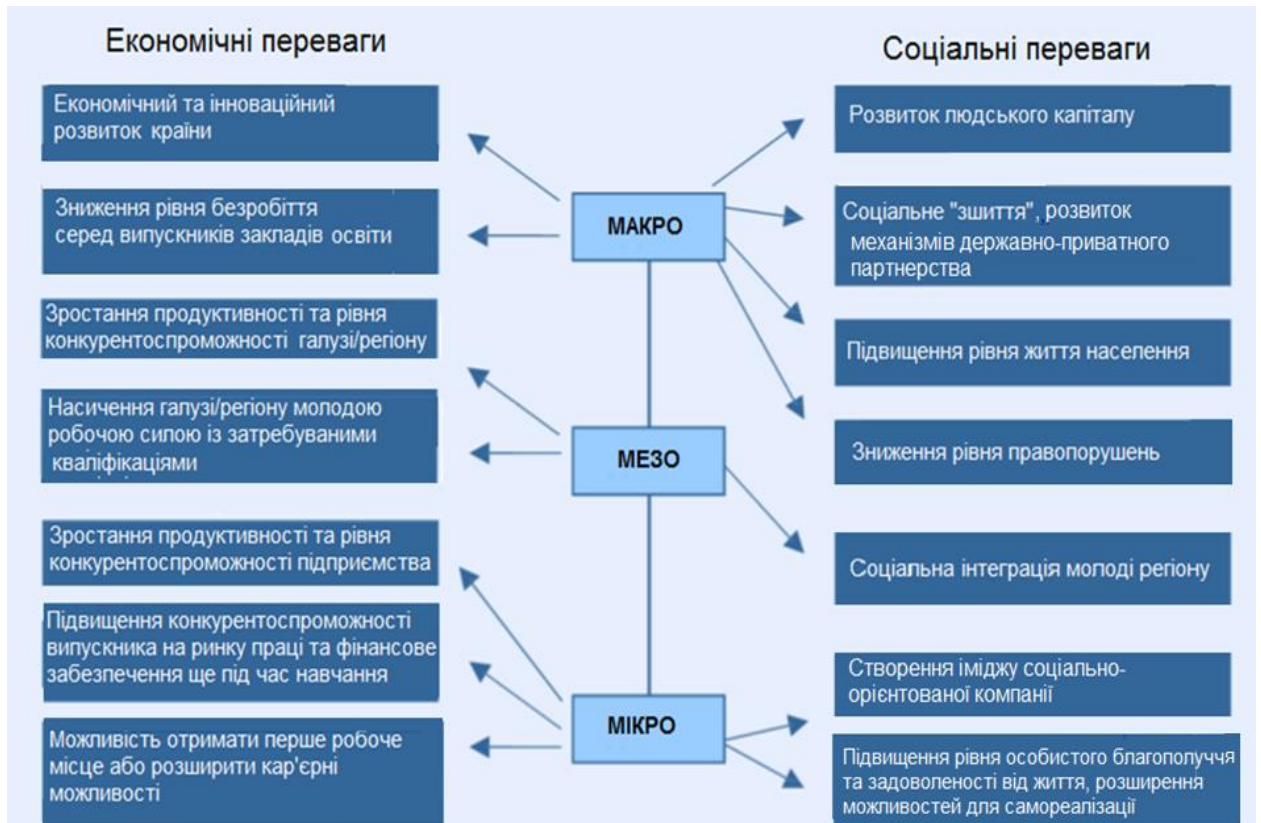 Економічні переваги
Економічний та інноваційний
розвиток країни
Зниження рівня безробіття
серед випускників закладів освіти
Зростання продуктивності та рівня
конкурентоспроможності галузі/регіону
Насичення галузі/регіону молодою
робочою силою із затребуваними
кваліфікаціями
Зростання продуктивності та рівня
конкурентоспроможності підприємства
Підвищення конкурентоспроможності
випускника на ринку праці та фінансове
забезпечення ще під час навчання
Можливість отримати перше робоче
місце або розширити кар'єрні
можливості
МАКРО
МЕЗО
МІКРО
Соціальні переваги
Розвиток людського капіталу
Соціальне "зшиття", розвиток
механізмів державно-приватного
партнерства
Підвищення рівня життя населення
Зниження рівня правопорушень
Соціальна інтеграція молоді регіону
Створення іміджу соціально-
орієнтованої компанії
Підвищення рівня особистого благополуччя
та задоволеності від життя, розширення
можливостей для самореалізації